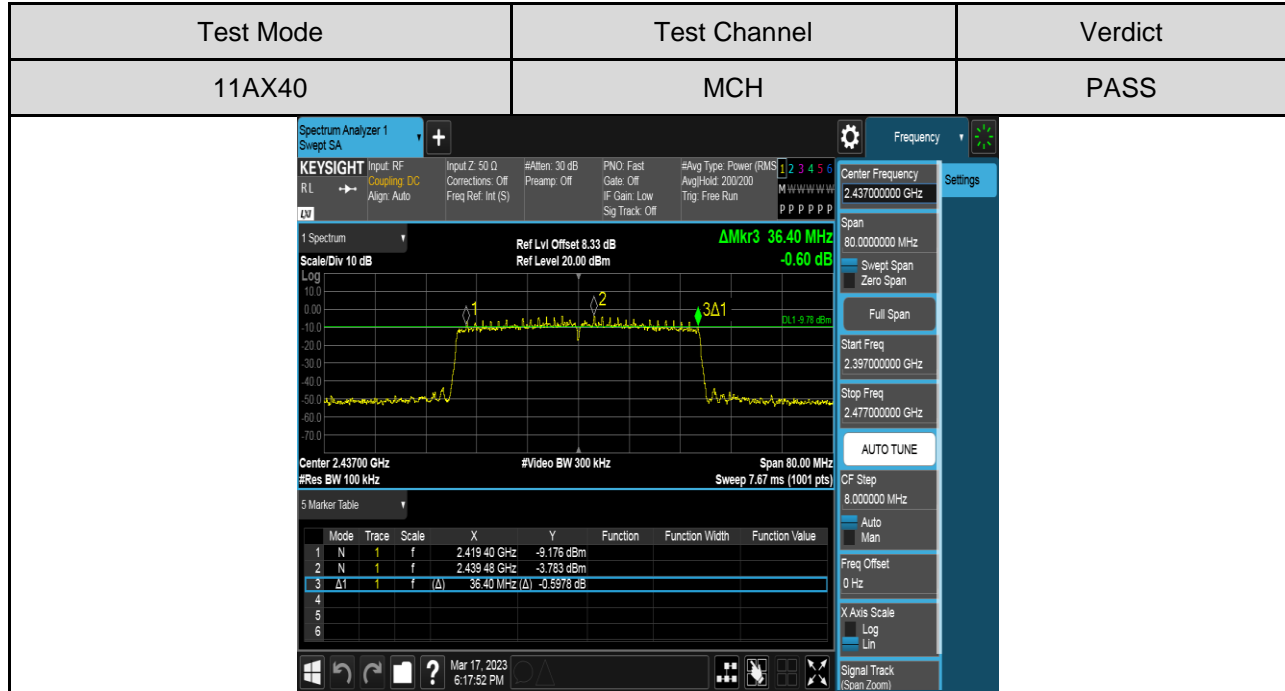 Test Mode Test Channel Verdict
11AX40 MCH PASS
Spectrum Analyzer 1
Swept SA
+
Frequency
KEYSIGHT Input: RF Input Z: 50 Ω #Atten: 30 dB PNO: Fast #Avg Type: Power (RMS 1 2 3 4 5 6
RL Coupling: DC Corrections: Off Preamp: Off Gate: Off Avg|Hold: 200/200 M W W W W W
Align: Auto Freq Ref: Int (S) IF Gain: Low Trig: Free Run
LXI Sig Track: Off P P P P P P
1 Spectrum
Ref Lvl Offset 8.33 dB ΔMkr3 36.40 MHz
Scale/Div 10 dB Ref Level 20.00 dBm -0.60 dB
Log
10.0
0.00
-10.0
-20.0
-30.0
-40.0
-50.0
-60.0
-70.0
1
2
3Δ1
DL1 -9.78 dBm
Center 2.43700 GHz #Video BW 300 kHz Span 80.00 MHz
#Res BW 100 kHz Sweep 7.67 ms (1001 pts)
5 Marker Table
Mode Trace Scale X Y Function Function Width Function Value
1 N 1 f 2.419 40 GHz -9.176 dBm
2 N 1 f 2.439 48 GHz -3.783 dBm
3 Δ1 1 f (Δ) 36.40 MHz (Δ) -0.5978 dB
4
5
6
?
Mar 17, 2023
6:17:52 PM
Center Frequency
2.437000000 GHz
Settings
Span
80.0000000 MHz
Swept Span
Zero Span
Full Span
Start Freq
2.397000000 GHz
Stop Freq
2.477000000 GHz
AUTO TUNE
CF Step
8.000000 MHz
Auto
Man
Freq Offset
0 Hz
X Axis Scale
Log
Lin
Signal Track
(Span Zoom)